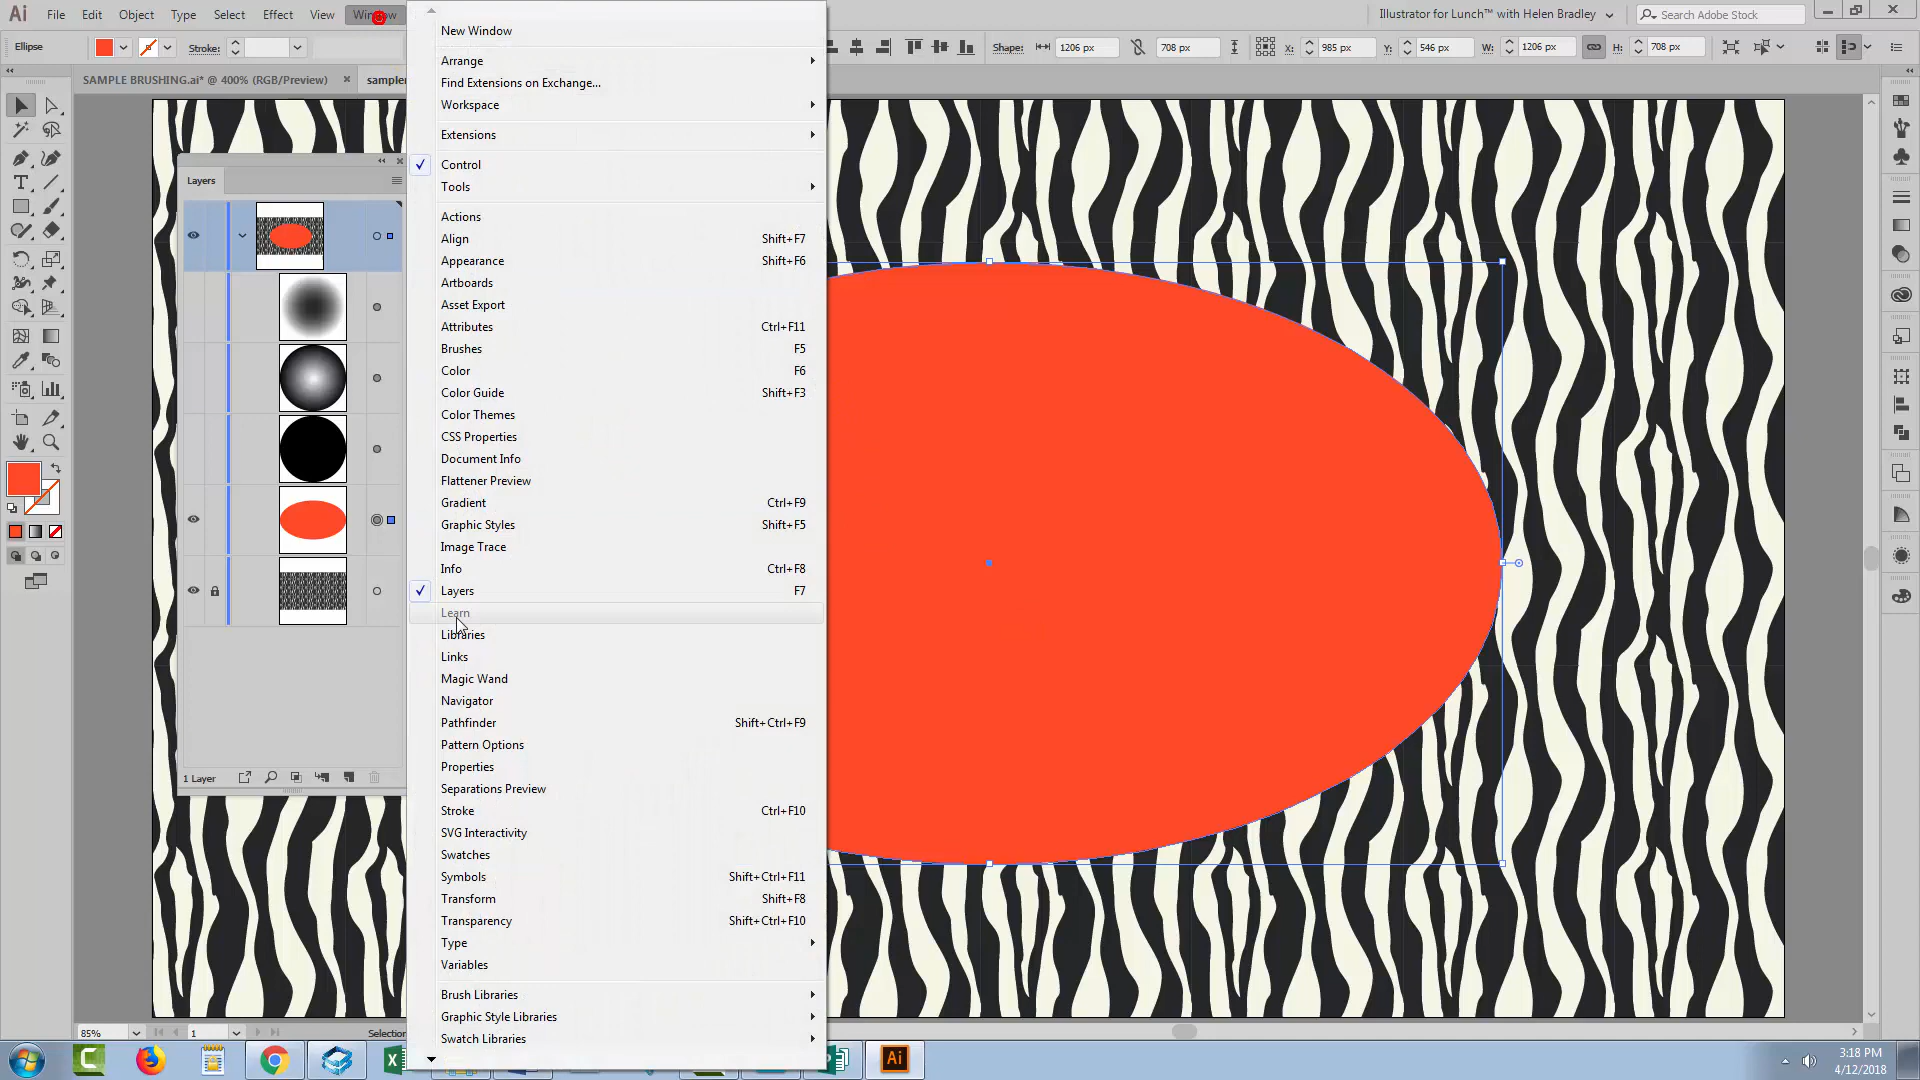 Ai File Edit Object Type Select Effect View Window Illustrator for Lunch™ with Helen Bradley Search Adobe Stock
Ellipse Stroke: Shape: 1206 px 708 px X: 985 px Y: 546 px W: 1206 px H: 708 px
SAMPLE BRUSHING.ai* @ 400% (RGB/Preview) × sampler
Layers
1 Layer
New Window
Arrange
Find Extensions on Exchange...
Workspace
Extensions
Control
Tools
Actions
Align Shift+F7
Appearance Shift+F6
Artboards
Asset Export
Attributes Ctrl+F11
Brushes F5
Color F6
Color Guide Shift+F3
Color Themes
CSS Properties
Document Info
Flattener Preview
Gradient Ctrl+F9
Graphic Styles Shift+F5
Image Trace
Info Ctrl+F8
Layers F7
Learn
Libraries
Links
Magic Wand
Navigator
Pathfinder Shift+Ctrl+F9
Pattern Options
Properties
Separations Preview
Stroke Ctrl+F10
SVG Interactivity
Swatches
Symbols Shift+Ctrl+F11
Transform Shift+F8
Transparency Shift+Ctrl+F10
Type
Variables
Brush Libraries
Graphic Style Libraries
Swatch Libraries
85% 1 Selection
Ai
3:18 PM
4/12/2018